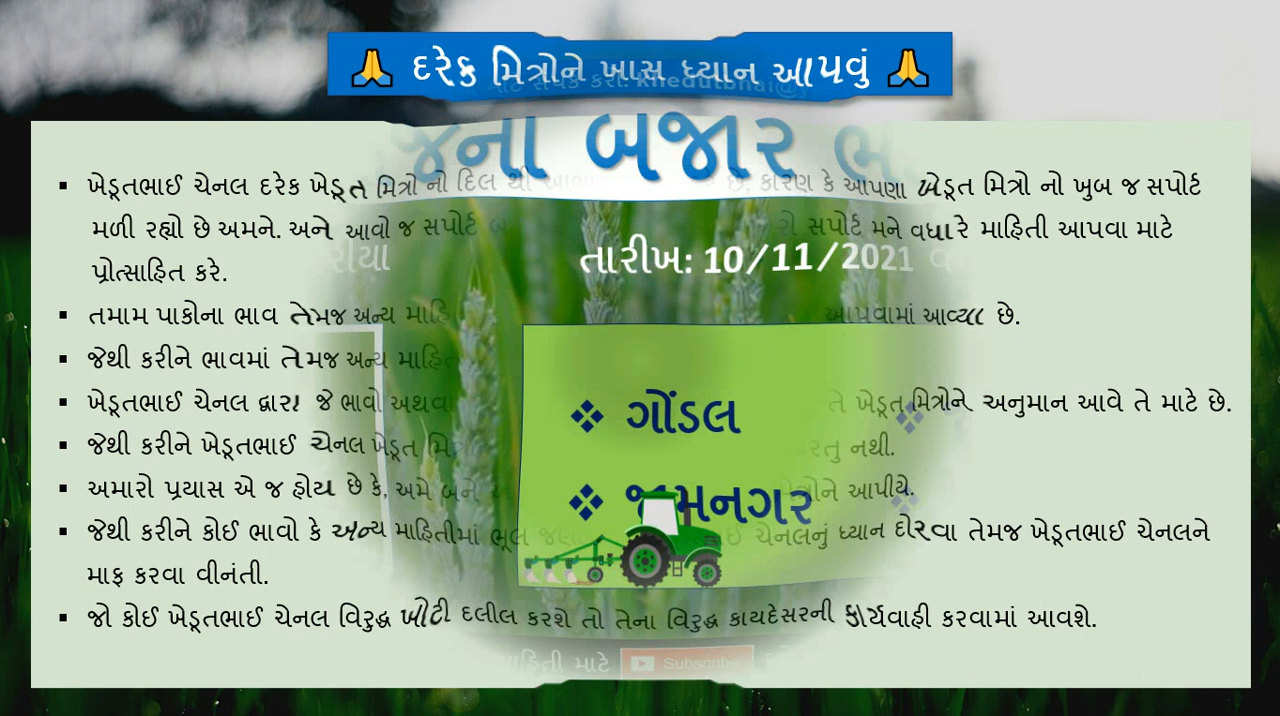 🙏 દરેક મિત્રોને ખાસ ધ્યાન આપવું 🙏
જના બજાર ભ
▪ ખેડૂતભાઈ ચેનલ દરેક ખેડૂત મિત્રો નો દિલ થી છે, કારણ કે આપણા ખેડૂત મિત્રો નો ખુબ જ સપોર્ટ
મળી રહ્યો છે અમને. અને આવો જ સપોર્ટ સપોર્ટ મને વધારે માહિતી આપવા માટે
તારીખ: 10/11/2021
પ્રોત્સાહિત કરે.
▪ તમામ પાકોના ભાવ તેમજ અન્ય આપવામાં આવ્યા છે.
▪ જેથી કરીને ભાવમાં તેમજ અન્ય
▪ ખેડૂતભાઈ ચેનલ દ્વારા જે ભાવો અથવા તે ખેડૂત મિત્રોને અનુમાન આવે તે માટે છે.
❖ ગોંડલ
▪ જેથી કરીને ખેડૂતભાઈ ચેનલ ખેડૂત નથી.
▪ અમારો પ્રયાસ એ જ હોય છે કે, અમે બને આપીયે.
❖ જામનગર
▪ જેથી કરીને કોઈ ભાવો કે અન્ય માહિતીમાં ભૂલ ચેનલનું ધ્યાન દોરવા તેમજ ખેડૂતભાઈ ચેનલને
માફ કરવા વીનંતી.
▪ જો કોઈ ખેડૂતભાઈ ચેનલ વિરુદ્ધ ખોટી દલીલ કરશે તો તેના વિરુદ્ધ કાયદેસરની કાર્યવાહી કરવામાં આવશે.
માટે Subscribe